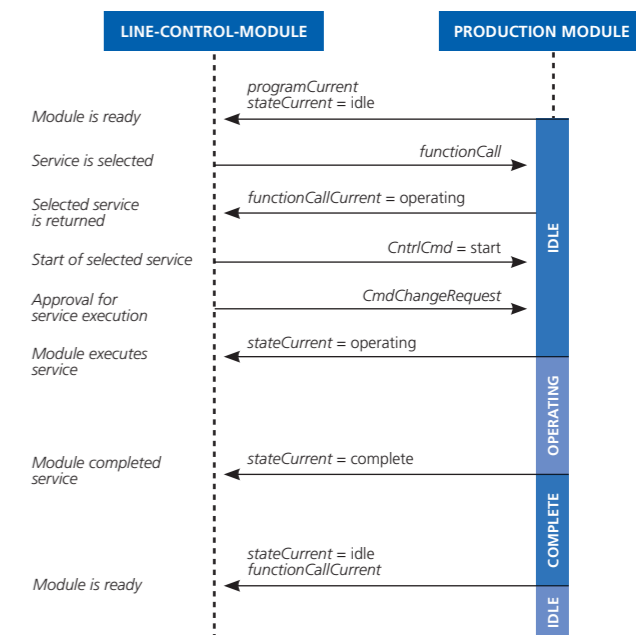 LINE-CONTROL-MODULE
PRODUCTION MODULE
programCurrent
stateCurrent = idle
Module is ready
functionCall
Service is selected
functionCallCurrent = operating
Selected service
is returned
IDLE
CntrlCmd = start
Start of selected service
CmdChangeRequest
Approval for
service execution
stateCurrent = operating
Module executes
service
OPERATING
stateCurrent = complete
Module completed
service
COMPLETE
stateCurrent = idle
functionCallCurrent
Module is ready
IDLE